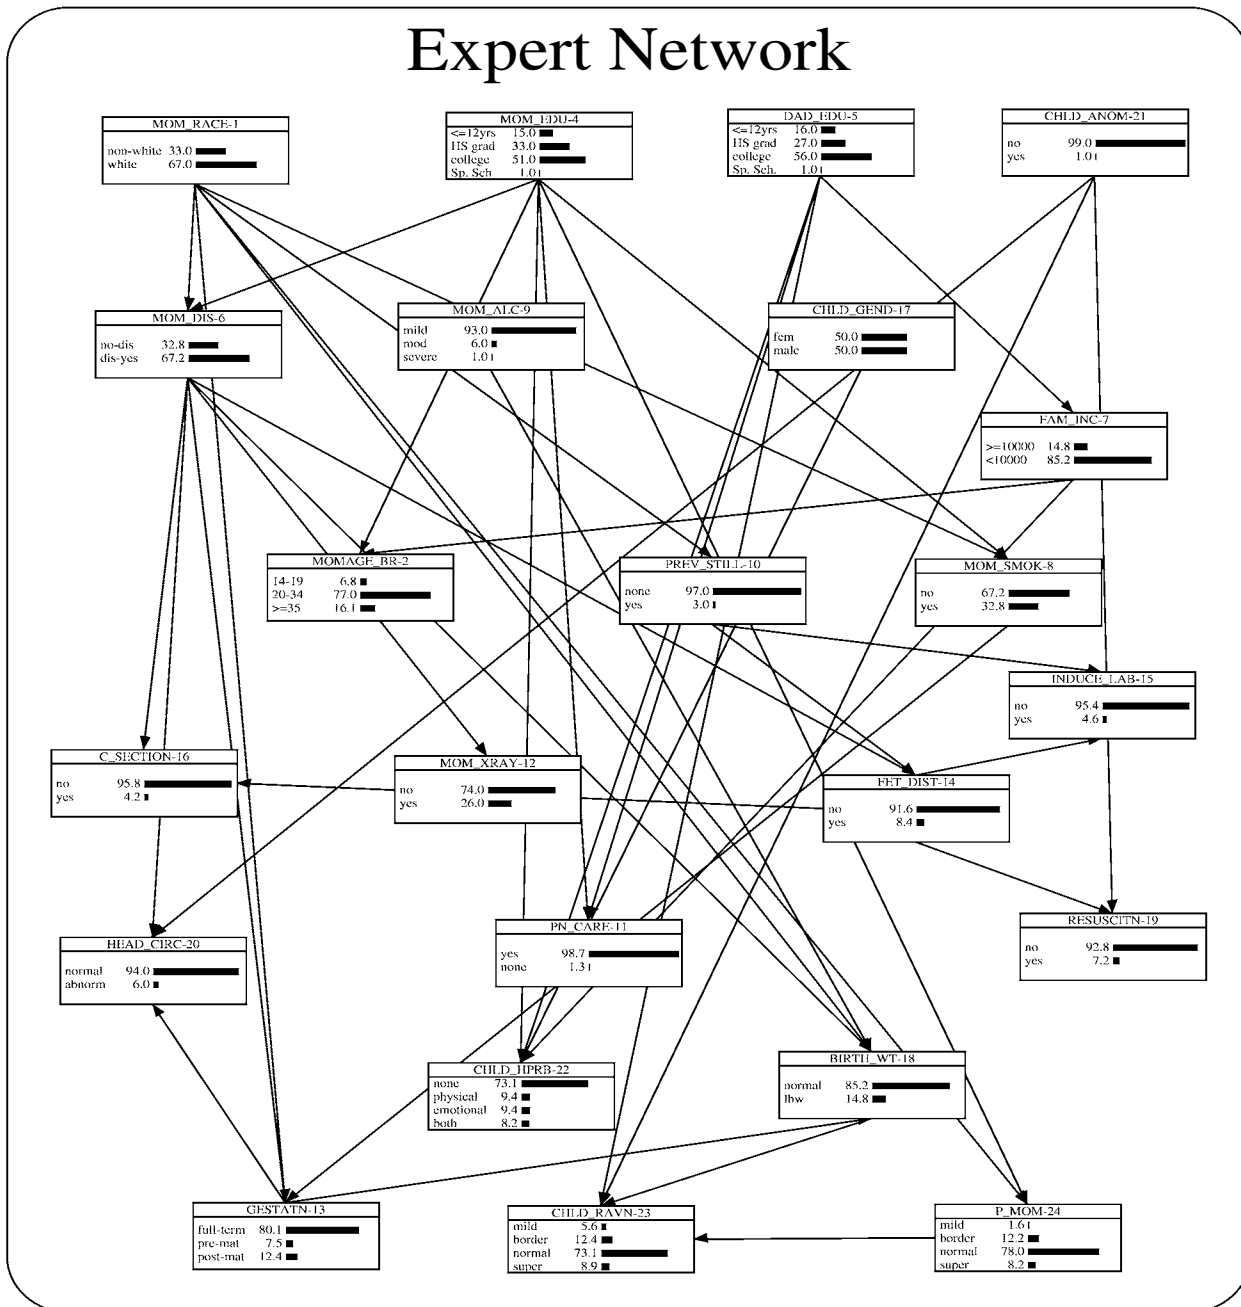 Expert Network
MOM_RACE-1
non-white 33.0
white 67.0
MOM_EDU-4
<=12yrs 15.0
HS grad 33.0
college 51.0
Sp. Sch 1.0
DAD_EDU-5
<=12yrs 16.0
HS grad 27.0
college 56.0
Sp. Sch. 1.0
CHLD_ANOM-21
no 99.0
yes 1.0
MOM_DIS-6
no-dis 32.8
dis-yes 67.2
MOM_ALC-9
mild 93.0
mod 6.0
severe 1.0
CHLD_GEND-17
fem 50.0
male 50.0
FAM_INC-7
>=10000 14.8
<10000 85.2
MOMAGE_BR-2
14-19 6.8
20-34 77.0
>=35 16.1
PREV_STILL-10
none 97.0
yes 3.0
MOM_SMOK-8
no 67.2
yes 32.8
INDUCE_LAB-15
no 95.4
yes 4.6
C_SECTION-16
no 95.8
yes 4.2
MOM_XRAY-12
no 74.0
yes 26.0
FET_DIST-14
no 91.6
yes 8.4
HEAD_CIRC-20
normal 94.0
abnorm 6.0
PN_CARE-11
yes 98.7
none 1.3
RESUSCITN-19
no 92.8
yes 7.2
CHLD_HPRB-22
none 73.1
physical 9.4
emotional 9.4
both 8.2
BIRTH_WT-18
normal 85.2
lbw 14.8
GESTATN-13
full-term 80.1
pre-mat 7.5
post-mat 12.4
CHLD_RAVN-23
mild 5.6
border 12.4
normal 73.1
super 8.9
P_MOM-24
mild 1.6
border 12.2
normal 78.0
super 8.2